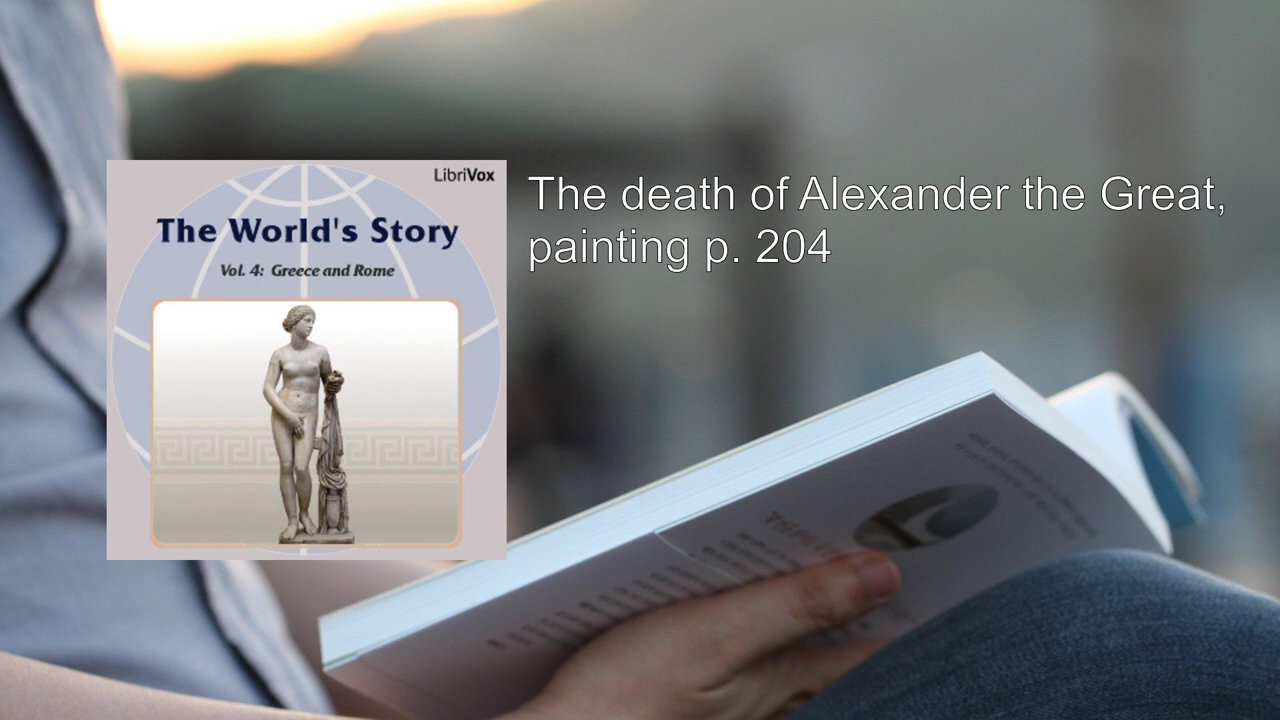 LibriVox
The World's Story
Vol. 4: Greece and Rome
The death of Alexander the Great,
painting p. 204